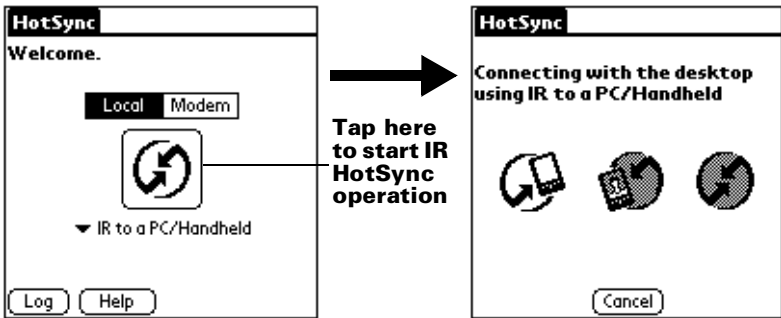 HotSync
Welcome.
Local Modem
IR to a PC/Handheld
Log Help
Tap here
to start IR
HotSync
operation
HotSync
Connecting with the desktop
using IR to a PC/Handheld
Cancel